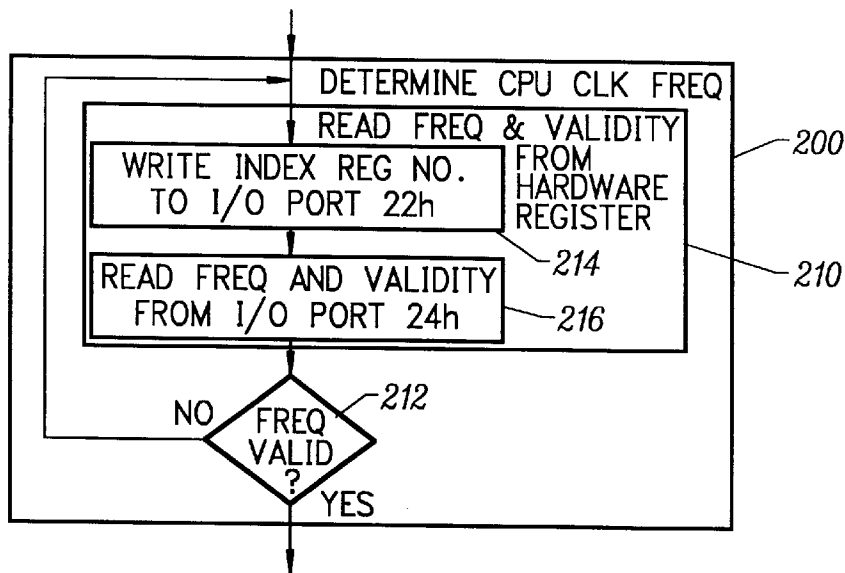 DETERMINE CPU CLK FREQ
READ FREQ & VALIDITY
FROM
HARDWARE
REGISTER
200
WRITE INDEX REG NO.
TO I/O PORT 22h
214
210
READ FREQ AND VALIDITY
FROM I/O PORT 24h
216
212
NO
FREQ
VALID
?
YES